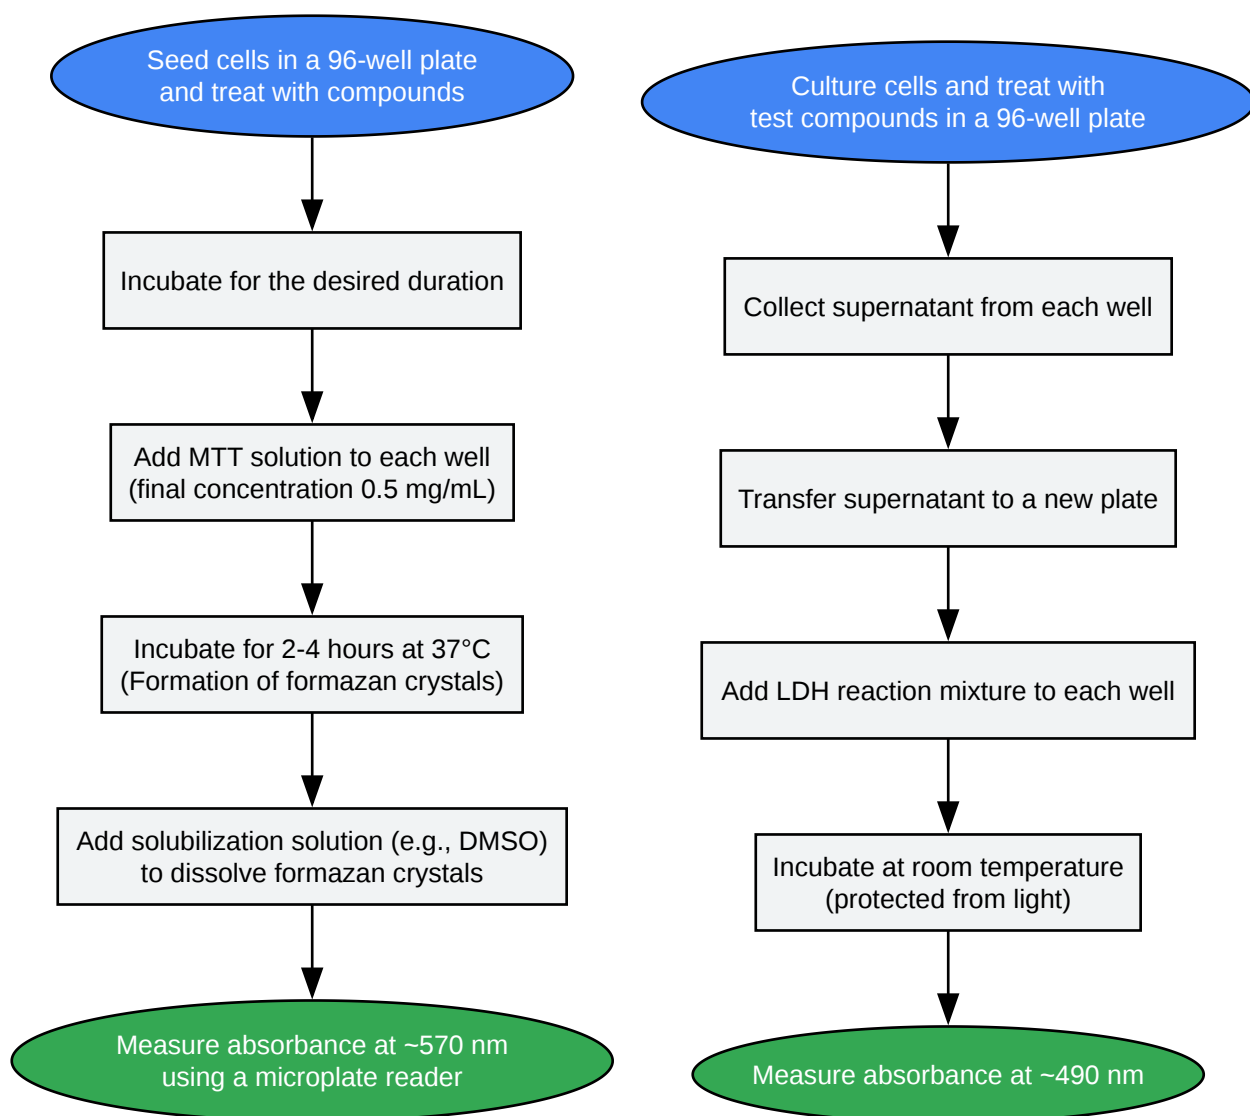 Seed cells in a 96-well plate
and treat with compounds
Incubate for the desired duration
Add MTT solution to each well
(final concentration 0.5 mg/mL)
Incubate for 2-4 hours at 37°C
(Formation of formazan crystals)
Add solubilization solution (e.g., DMSO)
to dissolve formazan crystals
Measure absorbance at ~570 nm
using a microplate reader
Culture cells and treat with
test compounds in a 96-well plate
Collect supernatant from each well
Transfer supernatant to a new plate
Add LDH reaction mixture to each well
Incubate at room temperature
(protected from light)
Measure absorbance at ~490 nm